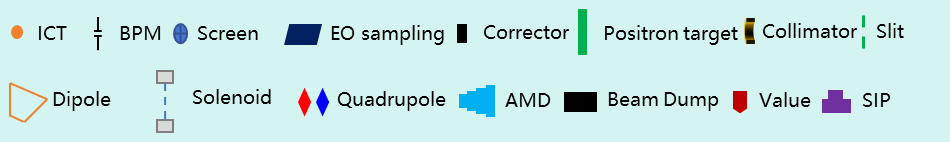 ICT BPM Screen EO sampling Corrector Positron target Collimator Slit
Dipole Solenoid Quadrupole AMD Beam Dump Value SIP